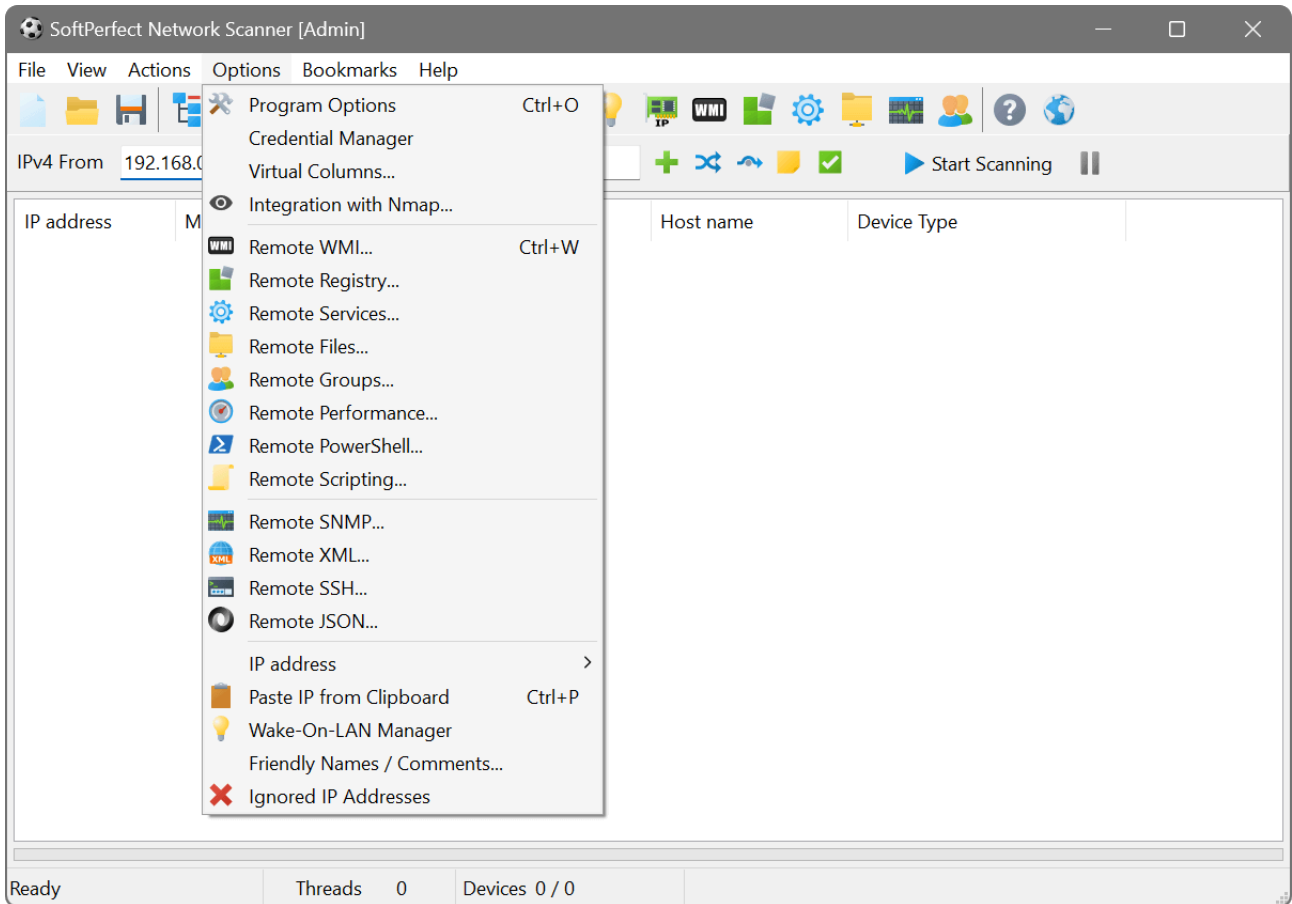 SoftPerfect Network Scanner [Admin]
File View Actions Options Bookmarks Help
IP WMI
IPv4 From 192.168.0 Start Scanning
IP address M Host name Device Type
Program Options Ctrl+O
Credential Manager
Virtual Columns...
Integration with Nmap...
WMI Remote WMI... Ctrl+W
Remote Registry...
Remote Services...
Remote Files...
Remote Groups...
Remote Performance...
Remote PowerShell...
Remote Scripting...
Remote SNMP...
XML Remote XML...
Remote SSH...
Remote JSON...
IP address
Paste IP from Clipboard Ctrl+P
Wake-On-LAN Manager
Friendly Names / Comments...
Ignored IP Addresses
Ready Threads 0 Devices 0 / 0